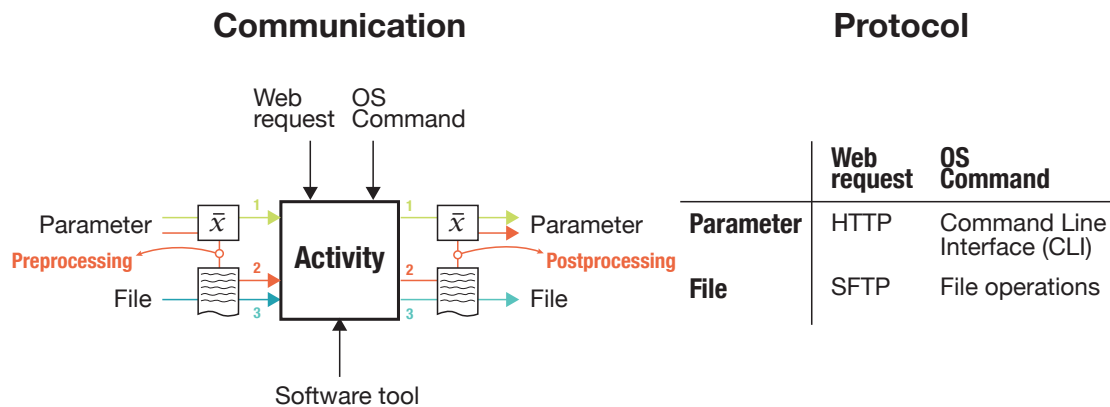 Communication
Protocol
Web
request
OS
Command
Parameter
x̄
1
Activity
1
x̄
Parameter
Preprocessing
2
2
Postprocessing
File
3
3
File
Software tool
Web
request
OS
Command
Parameter
HTTP
Command Line
Interface (CLI)
File
SFTP
File operations